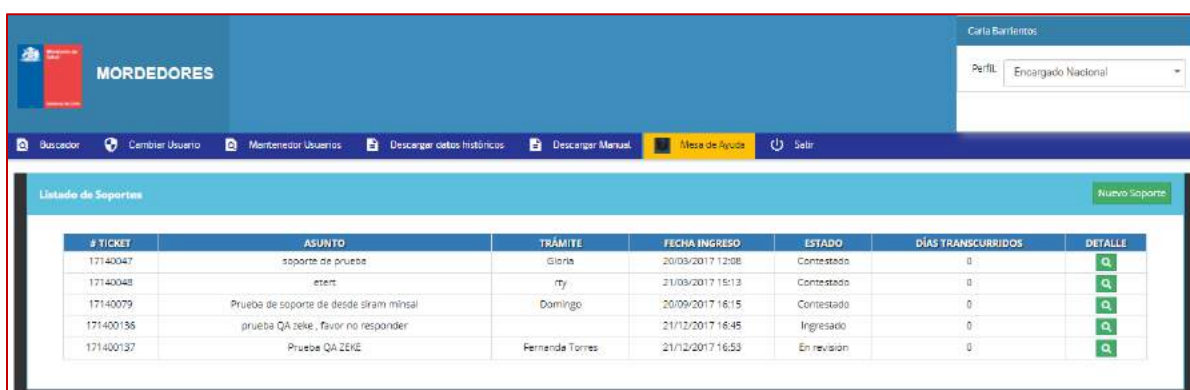 Carla Barrientos
Ministerio de Salud
MORDEDORES
Perfil: Encargado Nacional
Buscador Cambiar Usuario Mantenedor Usuarios Descargar datos históricos Descargar Manual Mesa de Ayuda Salir
Listado de Soportes Nuevo Soporte
# TICKET ASUNTO TRÁMITE FECHA INGRESO ESTADO DÍAS TRANSCURRIDOS DETALLE
17140047 soporte de prueba Gloria 20/03/2017 12:08 Contestado 0
17140048 etert rty 21/03/2017 15:13 Contestado 0
17140079 Prueba de soporte de desde siram minsal Domingo 20/09/2017 16:15 Contestado 0
171400136 prueba QA zeke , favor no responder 21/12/2017 16:45 Ingresado 0
171400137 Prueba QA ZEKE Fernanda Torres 21/12/2017 16:53 En revisión 0